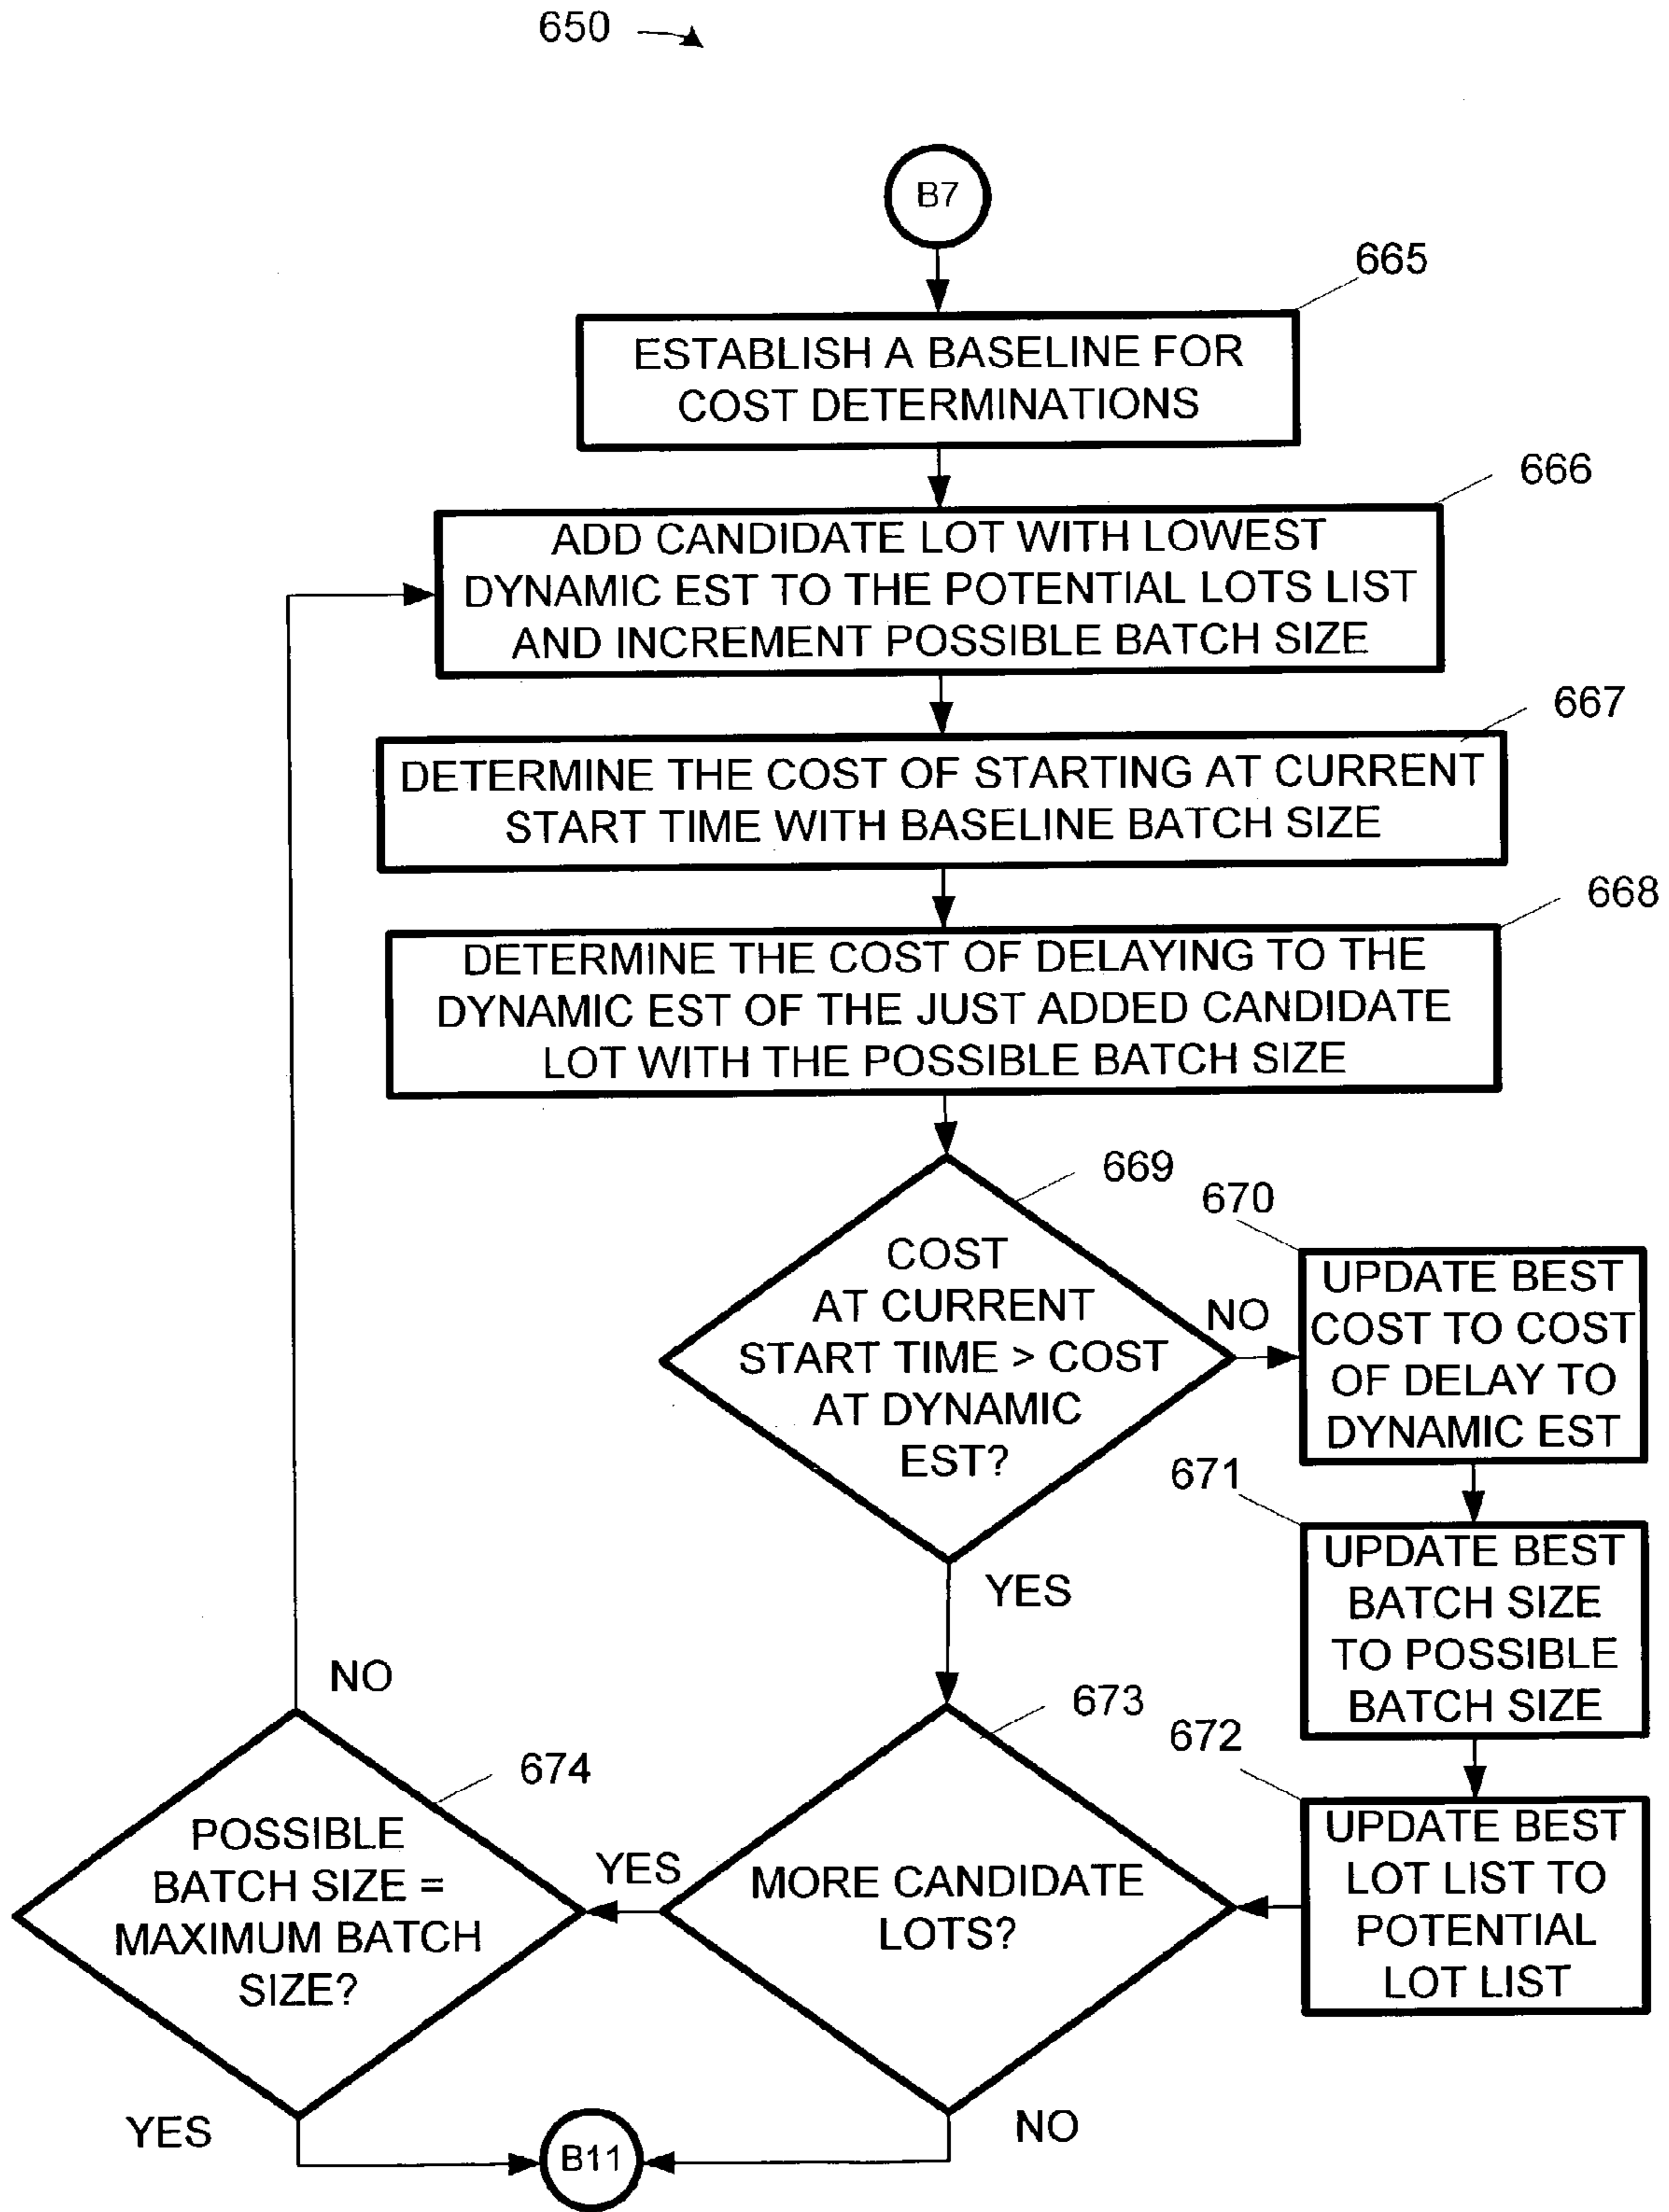 650
B7
665
ESTABLISH A BASELINE FOR
COST DETERMINATIONS
666
ADD CANDIDATE LOT WITH LOWEST
DYNAMIC EST TO THE POTENTIAL LOTS LIST
AND INCREMENT POSSIBLE BATCH SIZE
667
DETERMINE THE COST OF STARTING AT CURRENT
START TIME WITH BASELINE BATCH SIZE
668
DETERMINE THE COST OF DELAYING TO THE
DYNAMIC EST OF THE JUST ADDED CANDIDATE
LOT WITH THE POSSIBLE BATCH SIZE
669
COST
AT CURRENT
START TIME > COST
AT DYNAMIC
EST?
NO
YES
670
UPDATE BEST
COST TO COST
OF DELAY TO
DYNAMIC EST
671
UPDATE BEST
BATCH SIZE
TO POSSIBLE
BATCH SIZE
672
UPDATE BEST
LOT LIST TO
POTENTIAL
LOT LIST
673
MORE CANDIDATE
LOTS?
YES
NO
674
POSSIBLE
BATCH SIZE =
MAXIMUM BATCH
SIZE?
NO
YES
B11